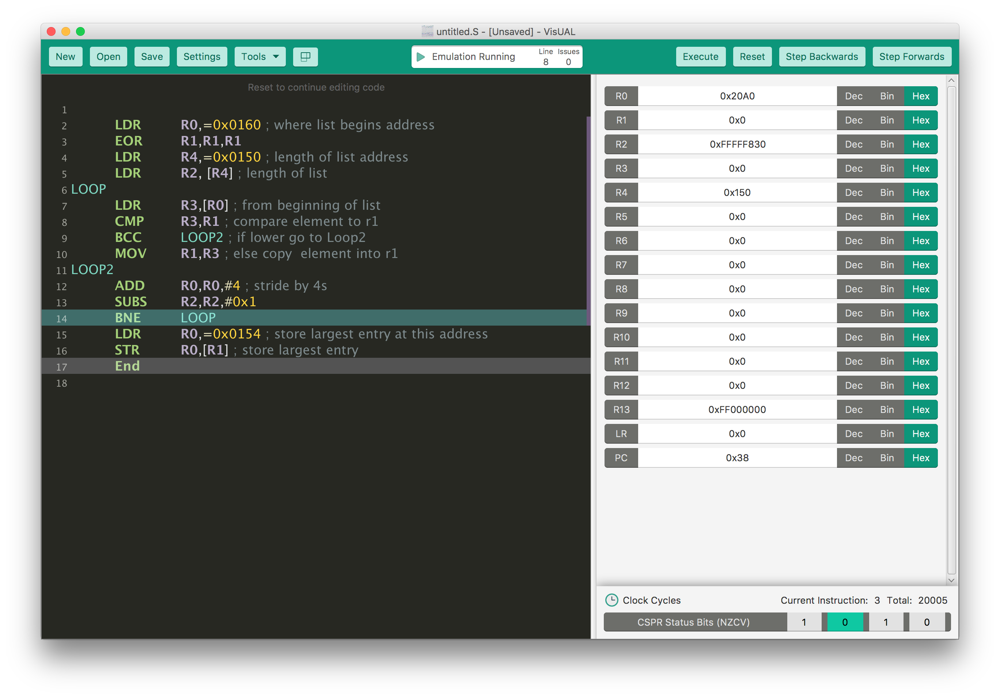 untitled.S - [Unsaved] - VisUAL
New Open Save Settings Tools Emulation Running Line 8 Issues 0 Execute Reset Step Backwards Step Forwards
Reset to continue editing code
1
2 LDR R0,=0x0160 ; where list begins address
3 EOR R1,R1,R1
4 LDR R4,=0x0150 ; length of list address
5 LDR R2, [R4] ; length of list
6 LOOP
7 LDR R3,[R0] ; from beginning of list
8 CMP R3,R1 ; compare element to r1
9 BCC LOOP2 ; if lower go to Loop2
10 MOV R1,R3 ; else copy  element into r1
11 LOOP2
12 ADD R0,R0,#4 ; stride by 4s
13 SUBS R2,R2,#0x1
14 BNE LOOP
15 LDR R0,=0x0154 ; store largest entry at this address
16 STR R0,[R1] ; store largest entry
17 End
18
R0 0x20A0 Dec Bin Hex
R1 0x0 Dec Bin Hex
R2 0xFFFFF830 Dec Bin Hex
R3 0x0 Dec Bin Hex
R4 0x150 Dec Bin Hex
R5 0x0 Dec Bin Hex
R6 0x0 Dec Bin Hex
R7 0x0 Dec Bin Hex
R8 0x0 Dec Bin Hex
R9 0x0 Dec Bin Hex
R10 0x0 Dec Bin Hex
R11 0x0 Dec Bin Hex
R12 0x0 Dec Bin Hex
R13 0xFF000000 Dec Bin Hex
LR 0x0 Dec Bin Hex
PC 0x38 Dec Bin Hex
Clock Cycles Current Instruction: 3 Total: 20005
CSPR Status Bits (NZCV) 1 0 1 0